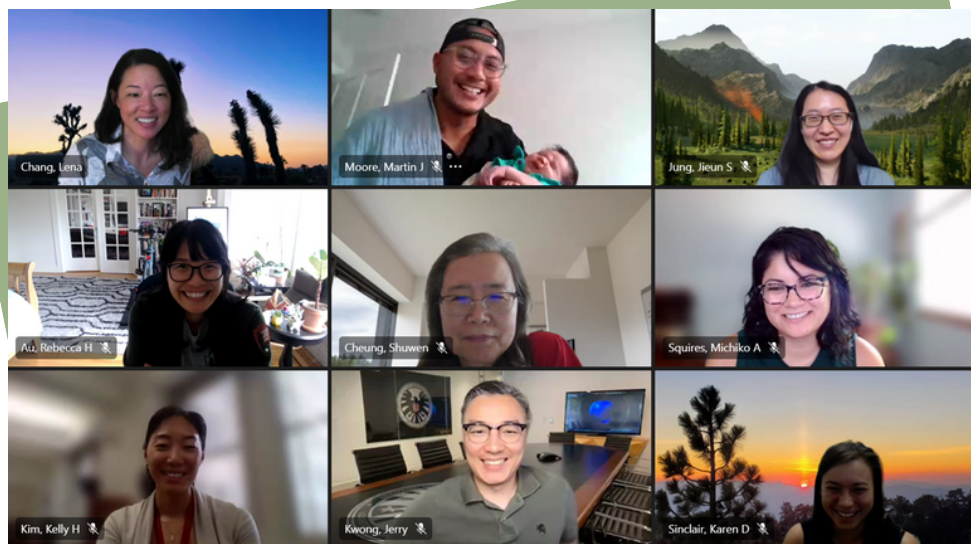 Chang, Lena
Moore, Martin J
Jung, Jieun S
Au, Rebecca H
Cheung, Shuwen
Squires, Michiko A
Kim, Kelly H
Kwong, Jerry
Sinclair, Karen D